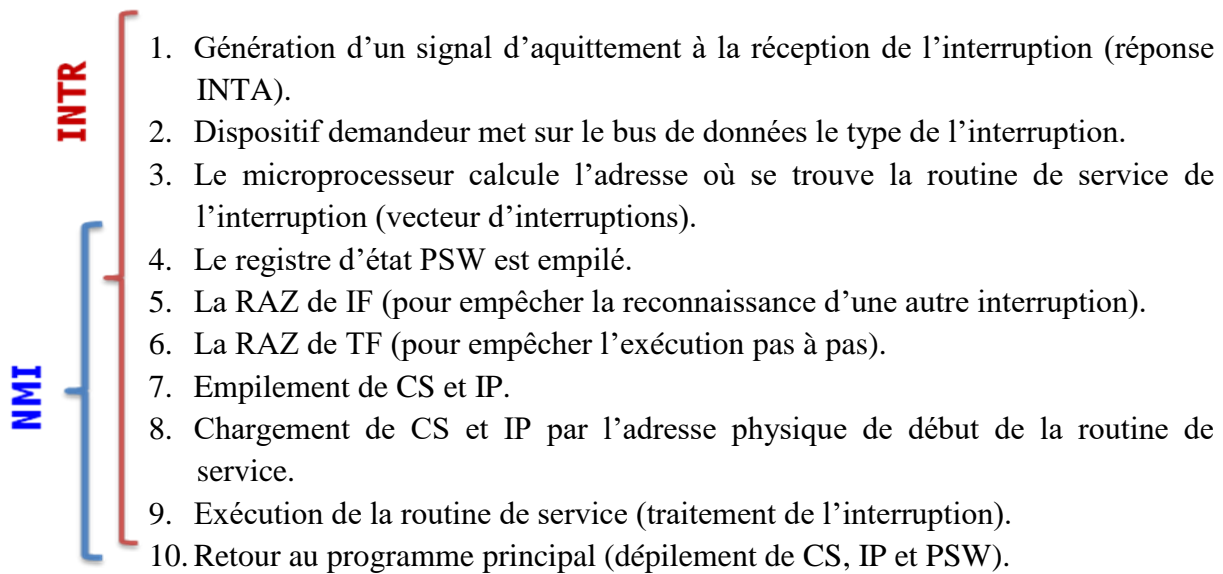 INTR
1. Génération d’un signal d’aquittement à la réception de l’interruption (réponse
INTA).
2. Dispositif demandeur met sur le bus de données le type de l’interruption.
3. Le microprocesseur calcule l’adresse où se trouve la routine de service de
l’interruption (vecteur d’interruptions).
4. Le registre d’état PSW est empilé.
5. La RAZ de IF (pour empêcher la reconnaissance d’une autre interruption).
6. La RAZ de TF (pour empêcher l’exécution pas à pas).
NMI
7. Empilement de CS et IP.
8. Chargement de CS et IP par l’adresse physique de début de la routine de
service.
9. Exécution de la routine de service (traitement de l’interruption).
10. Retour au programme principal (dépilement de CS, IP et PSW).